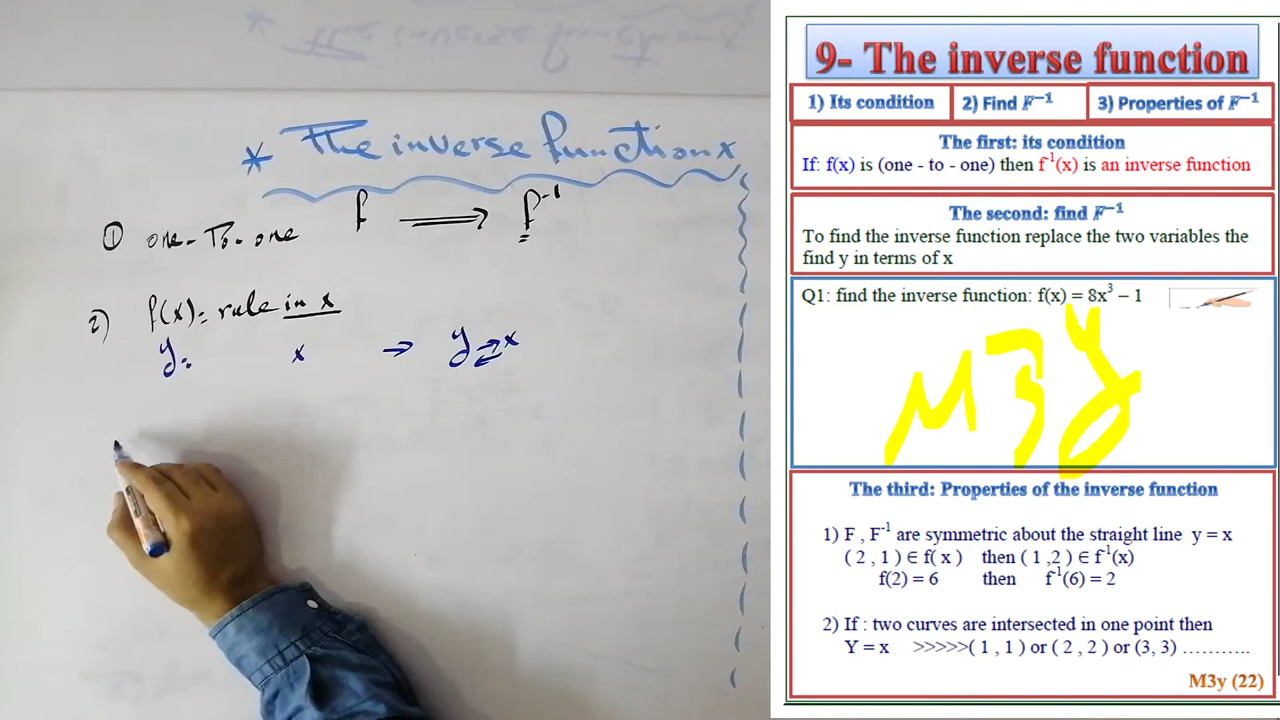 * The inverse function x
① one-To-one f ⟹ f⁻¹
2) f(x)= rule in x
y= x → y ⇄ x
9- The inverse function
1) Its condition 2) Find F⁻¹ 3) Properties of F⁻¹
The first: its condition
If: f(x) is (one - to - one) then f⁻¹(x) is an inverse function
The second: find F⁻¹
To find the inverse function replace the two variables the
find y in terms of x
Q1: find the inverse function: f(x) = 8x³ – 1
M3y
The third: Properties of the inverse function
1) F , F⁻¹ are symmetric about the straight line y = x
( 2 , 1 ) ∈ f( x ) then ( 1 ,2 ) ∈ f⁻¹(x)
f(2) = 6 then f⁻¹(6) = 2
2) If : two curves are intersected in one point then
Y = x >>>>>( 1 , 1 ) or ( 2 , 2 ) or (3, 3) ………..
M3y (22)